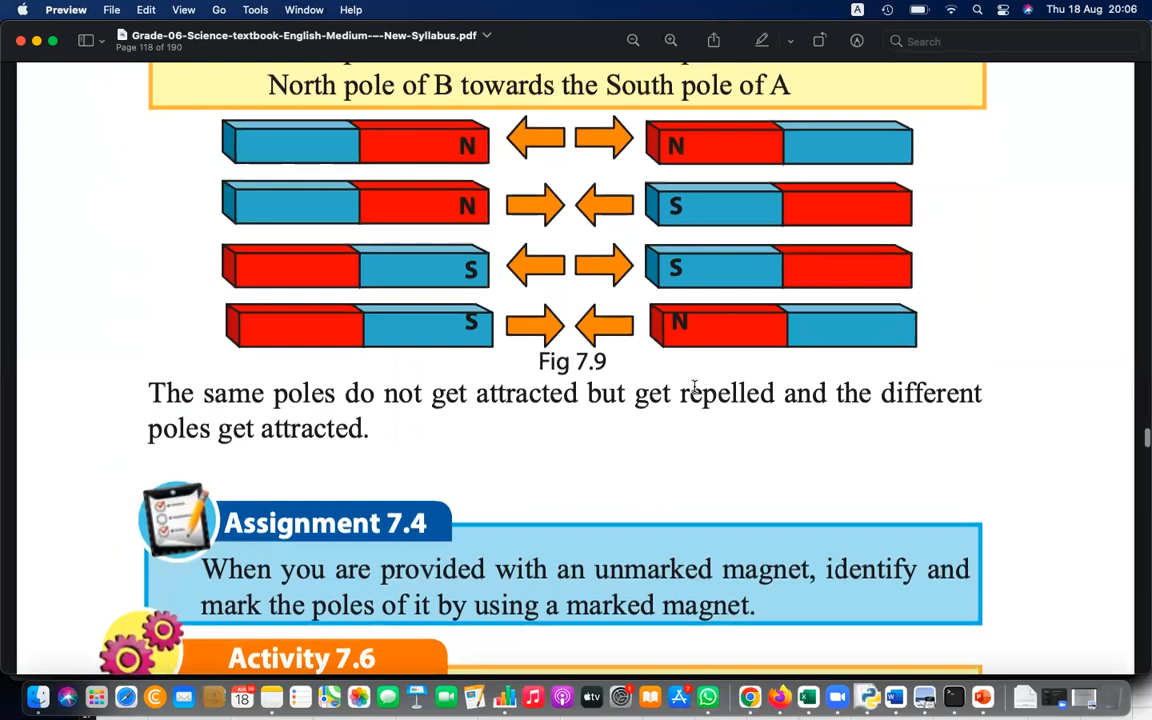 Preview File Edit View Go Tools Window Help A Thu 18 Aug 20:06
Grade-06-Science-textbook-English-Medium-–-New-Syllabus.pdf
Page 118 of 190
Search
North pole of B towards the South pole of A
N N
N S
S S
S N
Fig 7.9
The same poles do not get attracted but get repelled and the different
poles get attracted.
Assignment 7.4
When you are provided with an unmarked magnet, identify and
mark the poles of it by using a marked magnet.
Activity 7.6